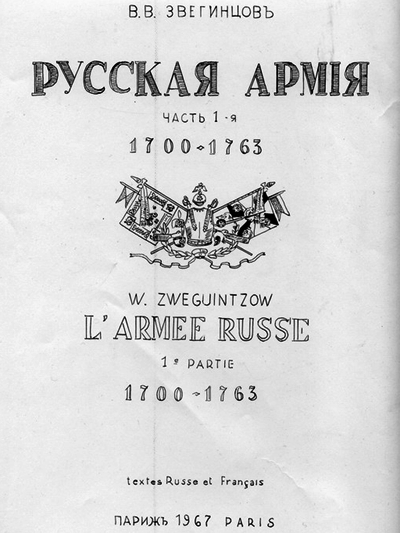 В.В. ЗВЕГИНЦОВЪ
РУССКАЯ АРМІЯ
ЧАСТЬ 1-я
1700-1763
W. ZWEGUINTZOW
L'ARMEE RUSSE
1e PARTIE
1700-1763
textes Russe et Français
ПАРИЖЪ 1967 PARIS